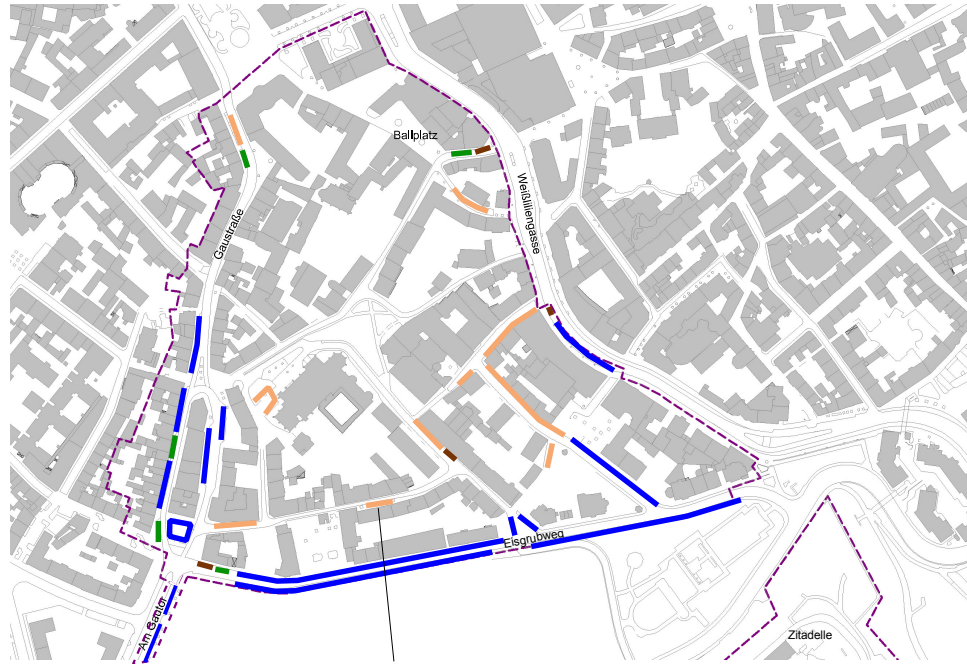 Ballplatz
Weißliliengasse
Gaustraße
Eisgrubweg
Am Gautor
Zitadelle